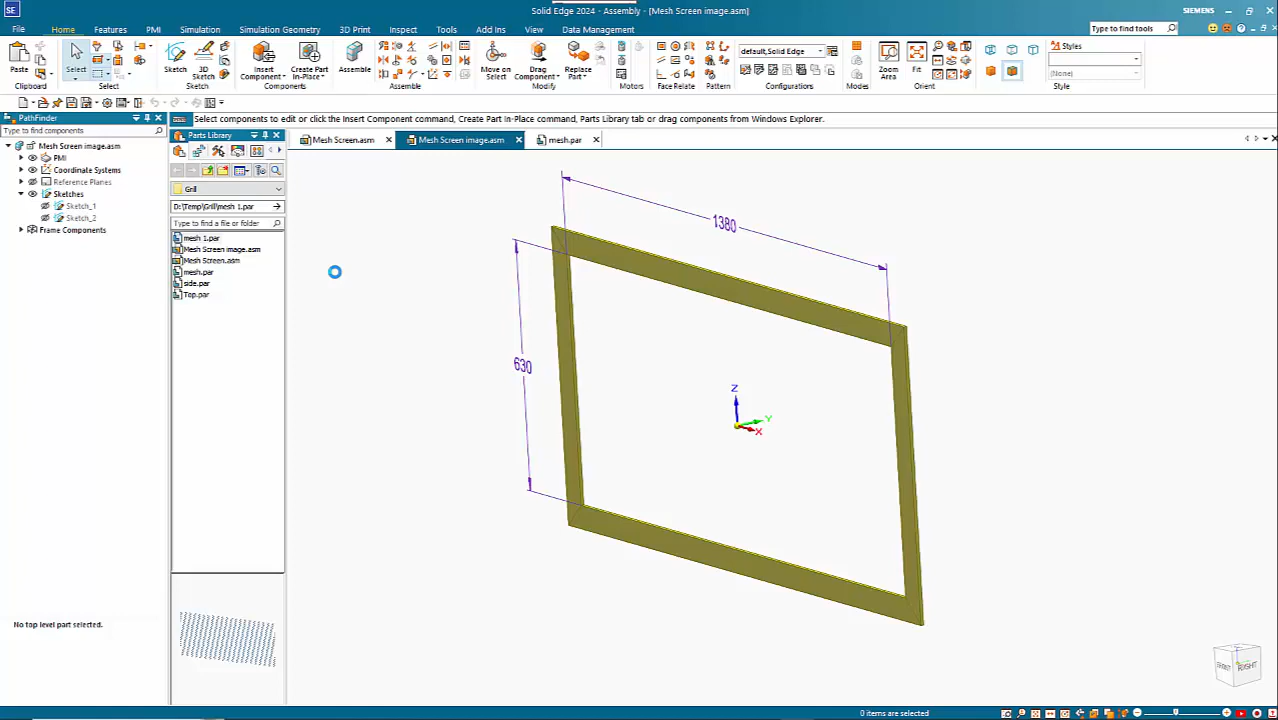 SE
Solid Edge 2024 - Assembly - [Mesh Screen image.asm]
SIEMENS
File Home Features PMI Simulation Simulation Geometry 3D Print Inspect Tools Add Ins View Data Management
Type to find tools
Paste
Select
Sketch
3D Sketch
Insert Component
Create Part In-Place
Assemble
Move on Select
Drag Component
Replace Part
default,Solid Edge
Zoom Area
Fit
Styles
(None)
Clipboard Select Sketch Components Assemble Modify Motors Face Relate Pattern Configurations Modes Orient Style
PathFinder
Select components to edit or click the Insert Component command, Create Part In-Place command, Parts Library tab or drag components from Windows Explorer.
Type to find components
Parts Library
Mesh Screen.asm
Mesh Screen image.asm
mesh.par
Mesh Screen image.asm
PMI
Coordinate Systems
Reference Planes
Sketches
Sketch_1
Sketch_2
Frame Components
Grill
D:\Temp\Grill\mesh 1.par
Type to find a file or folder
mesh 1.par
Mesh Screen image.asm
Mesh Screen.asm
mesh.par
side.par
Top.par
1380
630
Z
Y
X
No top level part selected.
FRONT
RIGHT
0 items are selected